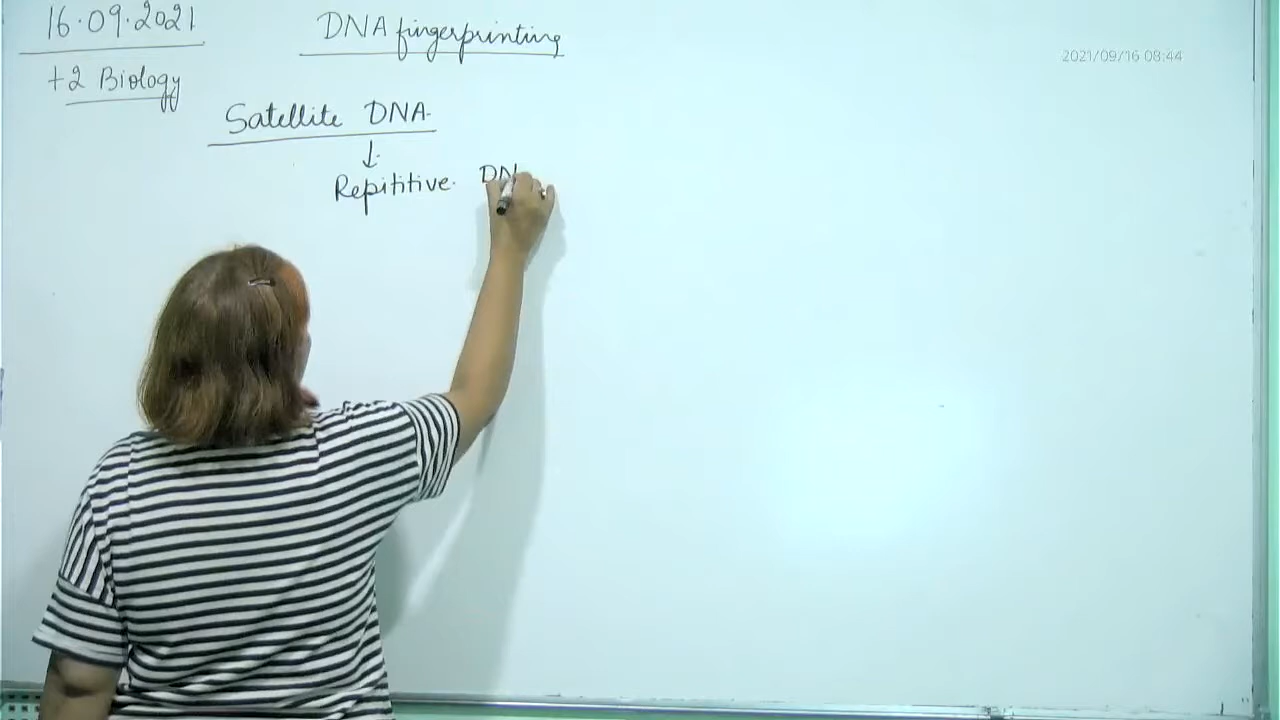 16.09.2021
DNA fingerprinting
2021/09/16 08:44
+2 Biology
Satellite DNA.
↓
Repititive. DN